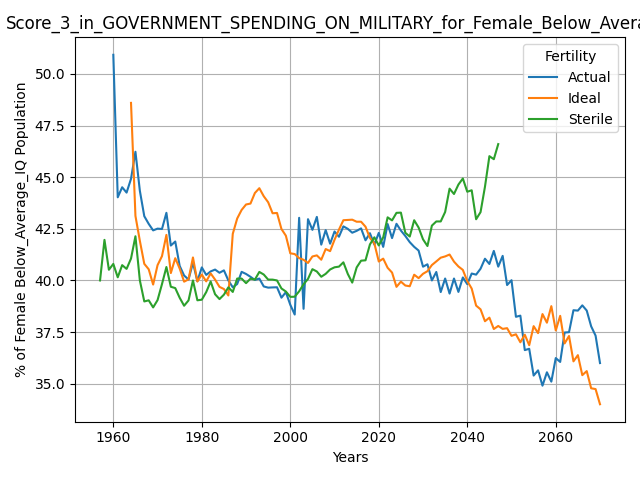 Score_3_in_GOVERNMENT_SPENDING_ON_MILITARY_for_Female_Below_Avera
% of Female Below_Average_IQ Population
50.0
47.5
45.0
42.5
40.0
37.5
35.0
Fertility
Actual
Ideal
Sterile
1960
1980
2000
2020
2040
2060
Years